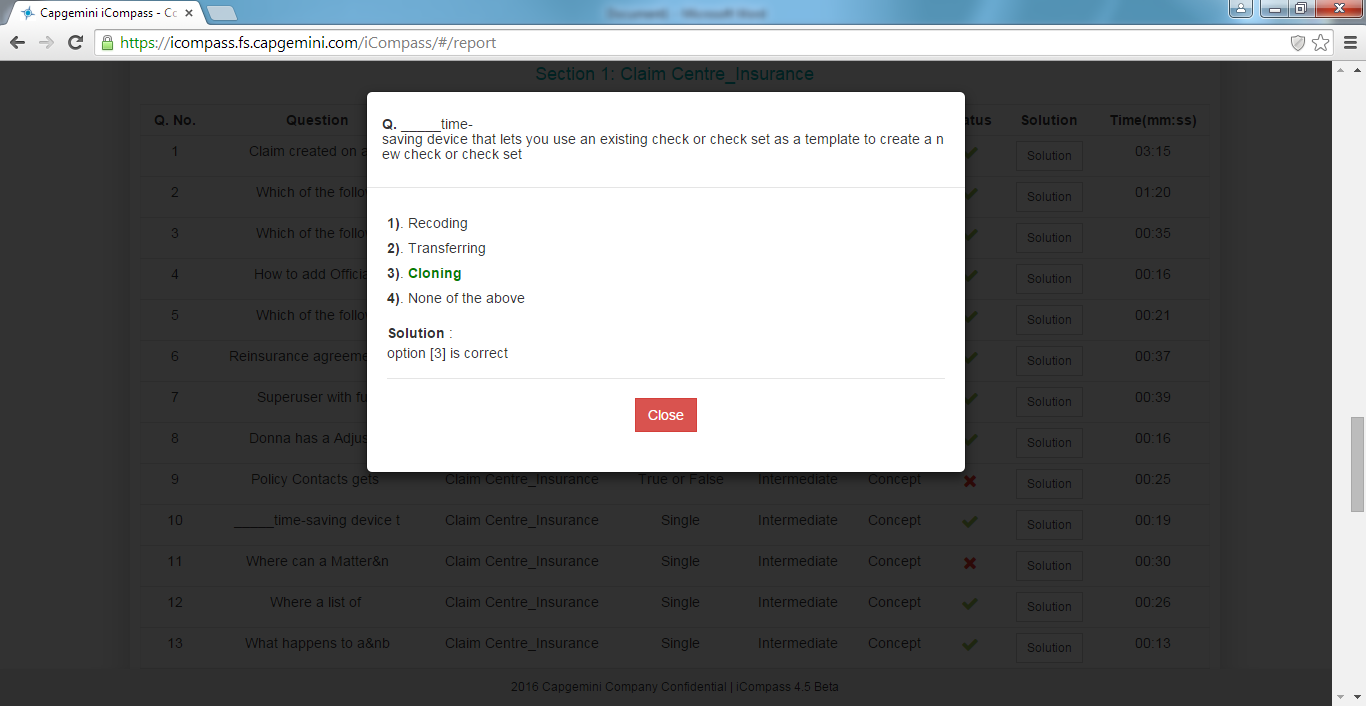 Capgemini iCompass - Co
Document1 - Microsoft Word
https://icompass.fs.capgemini.com/iCompass/#/report
Section 1: Claim Centre_Insurance
Q. No. Question atus Solution Time(mm:ss)
1 Claim created on a Solution 03:15
2 Which of the follo Solution 01:20
3 Which of the follo Solution 00:35
4 How to add Officia Solution 00:16
5 Which of the follo Solution 00:21
6 Reinsurance agreeme Solution 00:37
7 Superuser with fu Solution 00:39
8 Donna has a Adjus Solution 00:16
9 Policy Contacts gets Claim Centre_Insurance True or False Intermediate Concept Solution 00:25
10 _____time-saving device t Claim Centre_Insurance Single Intermediate Concept Solution 00:19
11 Where can a Matter&n Claim Centre_Insurance Single Intermediate Concept Solution 00:30
12 Where a list of Claim Centre_Insurance Single Intermediate Concept Solution 00:26
13 What happens to a&nb Claim Centre_Insurance Single Intermediate Concept Solution 00:13
Q. _____time-
saving device that lets you use an existing check or check set as a template to create a n
ew check or check set
1). Recoding
2). Transferring
3). Cloning
4). None of the above
Solution :
option [3] is correct
Close
2016 Capgemini Company Confidential | iCompass 4.5 Beta